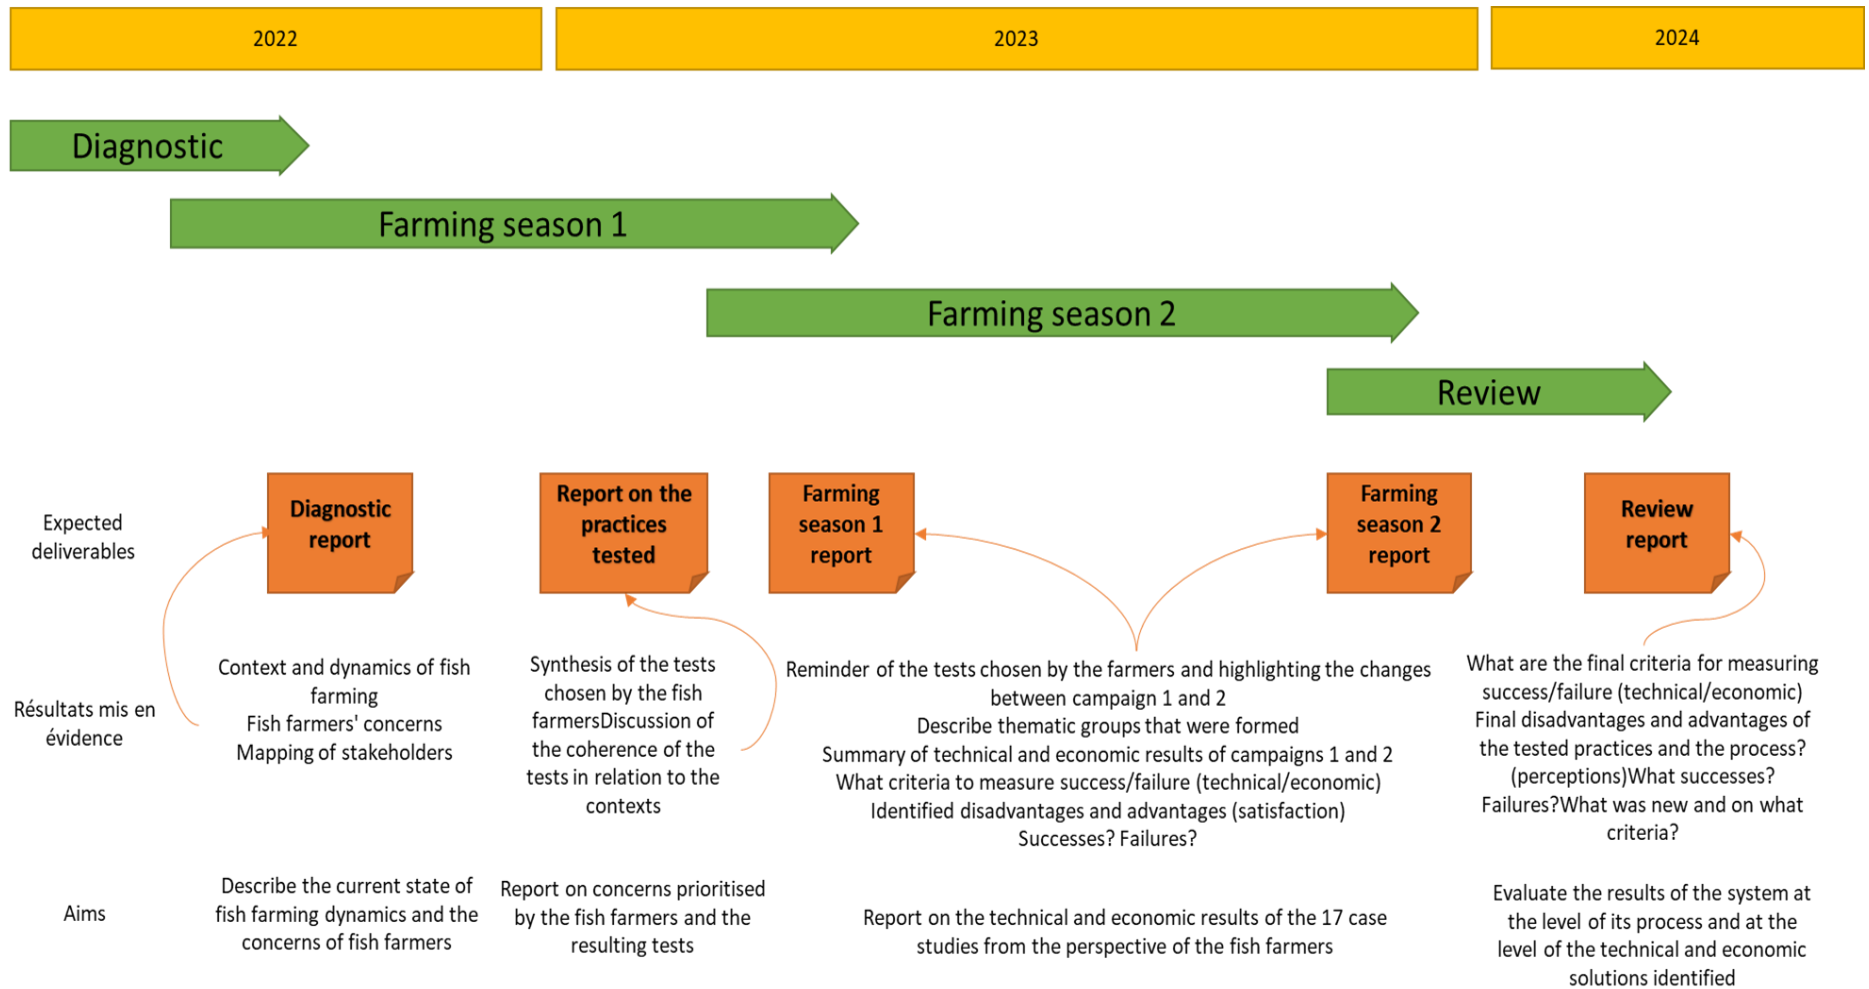 2022
2023
2024
Diagnostic
Farming season 1
Farming season 2
Review
Expected
deliverables
Diagnostic
report
Report on the
practices
tested
Farming
season 1
report
Farming
season 2
report
Review
report
Résultats mis en
évidence
Context and dynamics of fish
farming
Fish farmers' concerns
Mapping of stakeholders
Synthesis of the tests
chosen by the fish
farmersDiscussion of
the coherence of the
tests in relation to the
contexts
Reminder of the tests chosen by the farmers and highlighting the changes
between campaign 1 and 2
Describe thematic groups that were formed
Summary of technical and economic results of campaigns 1 and 2
What criteria to measure success/failure (technical/economic)
Identified disadvantages and advantages (satisfaction)
Successes? Failures?
What are the final criteria for measuring
success/failure (technical/economic)
Final disadvantages and advantages of
the tested practices and the process?
(perceptions)What successes?
Failures?What was new and on what
criteria?
Aims
Describe the current state of
fish farming dynamics and the
concerns of fish farmers
Report on concerns prioritised
by the fish farmers and the
resulting tests
Report on the technical and economic results of the 17 case
studies from the perspective of the fish farmers
Evaluate the results of the system at
the level of its process and at the
level of the technical and economic
solutions identified